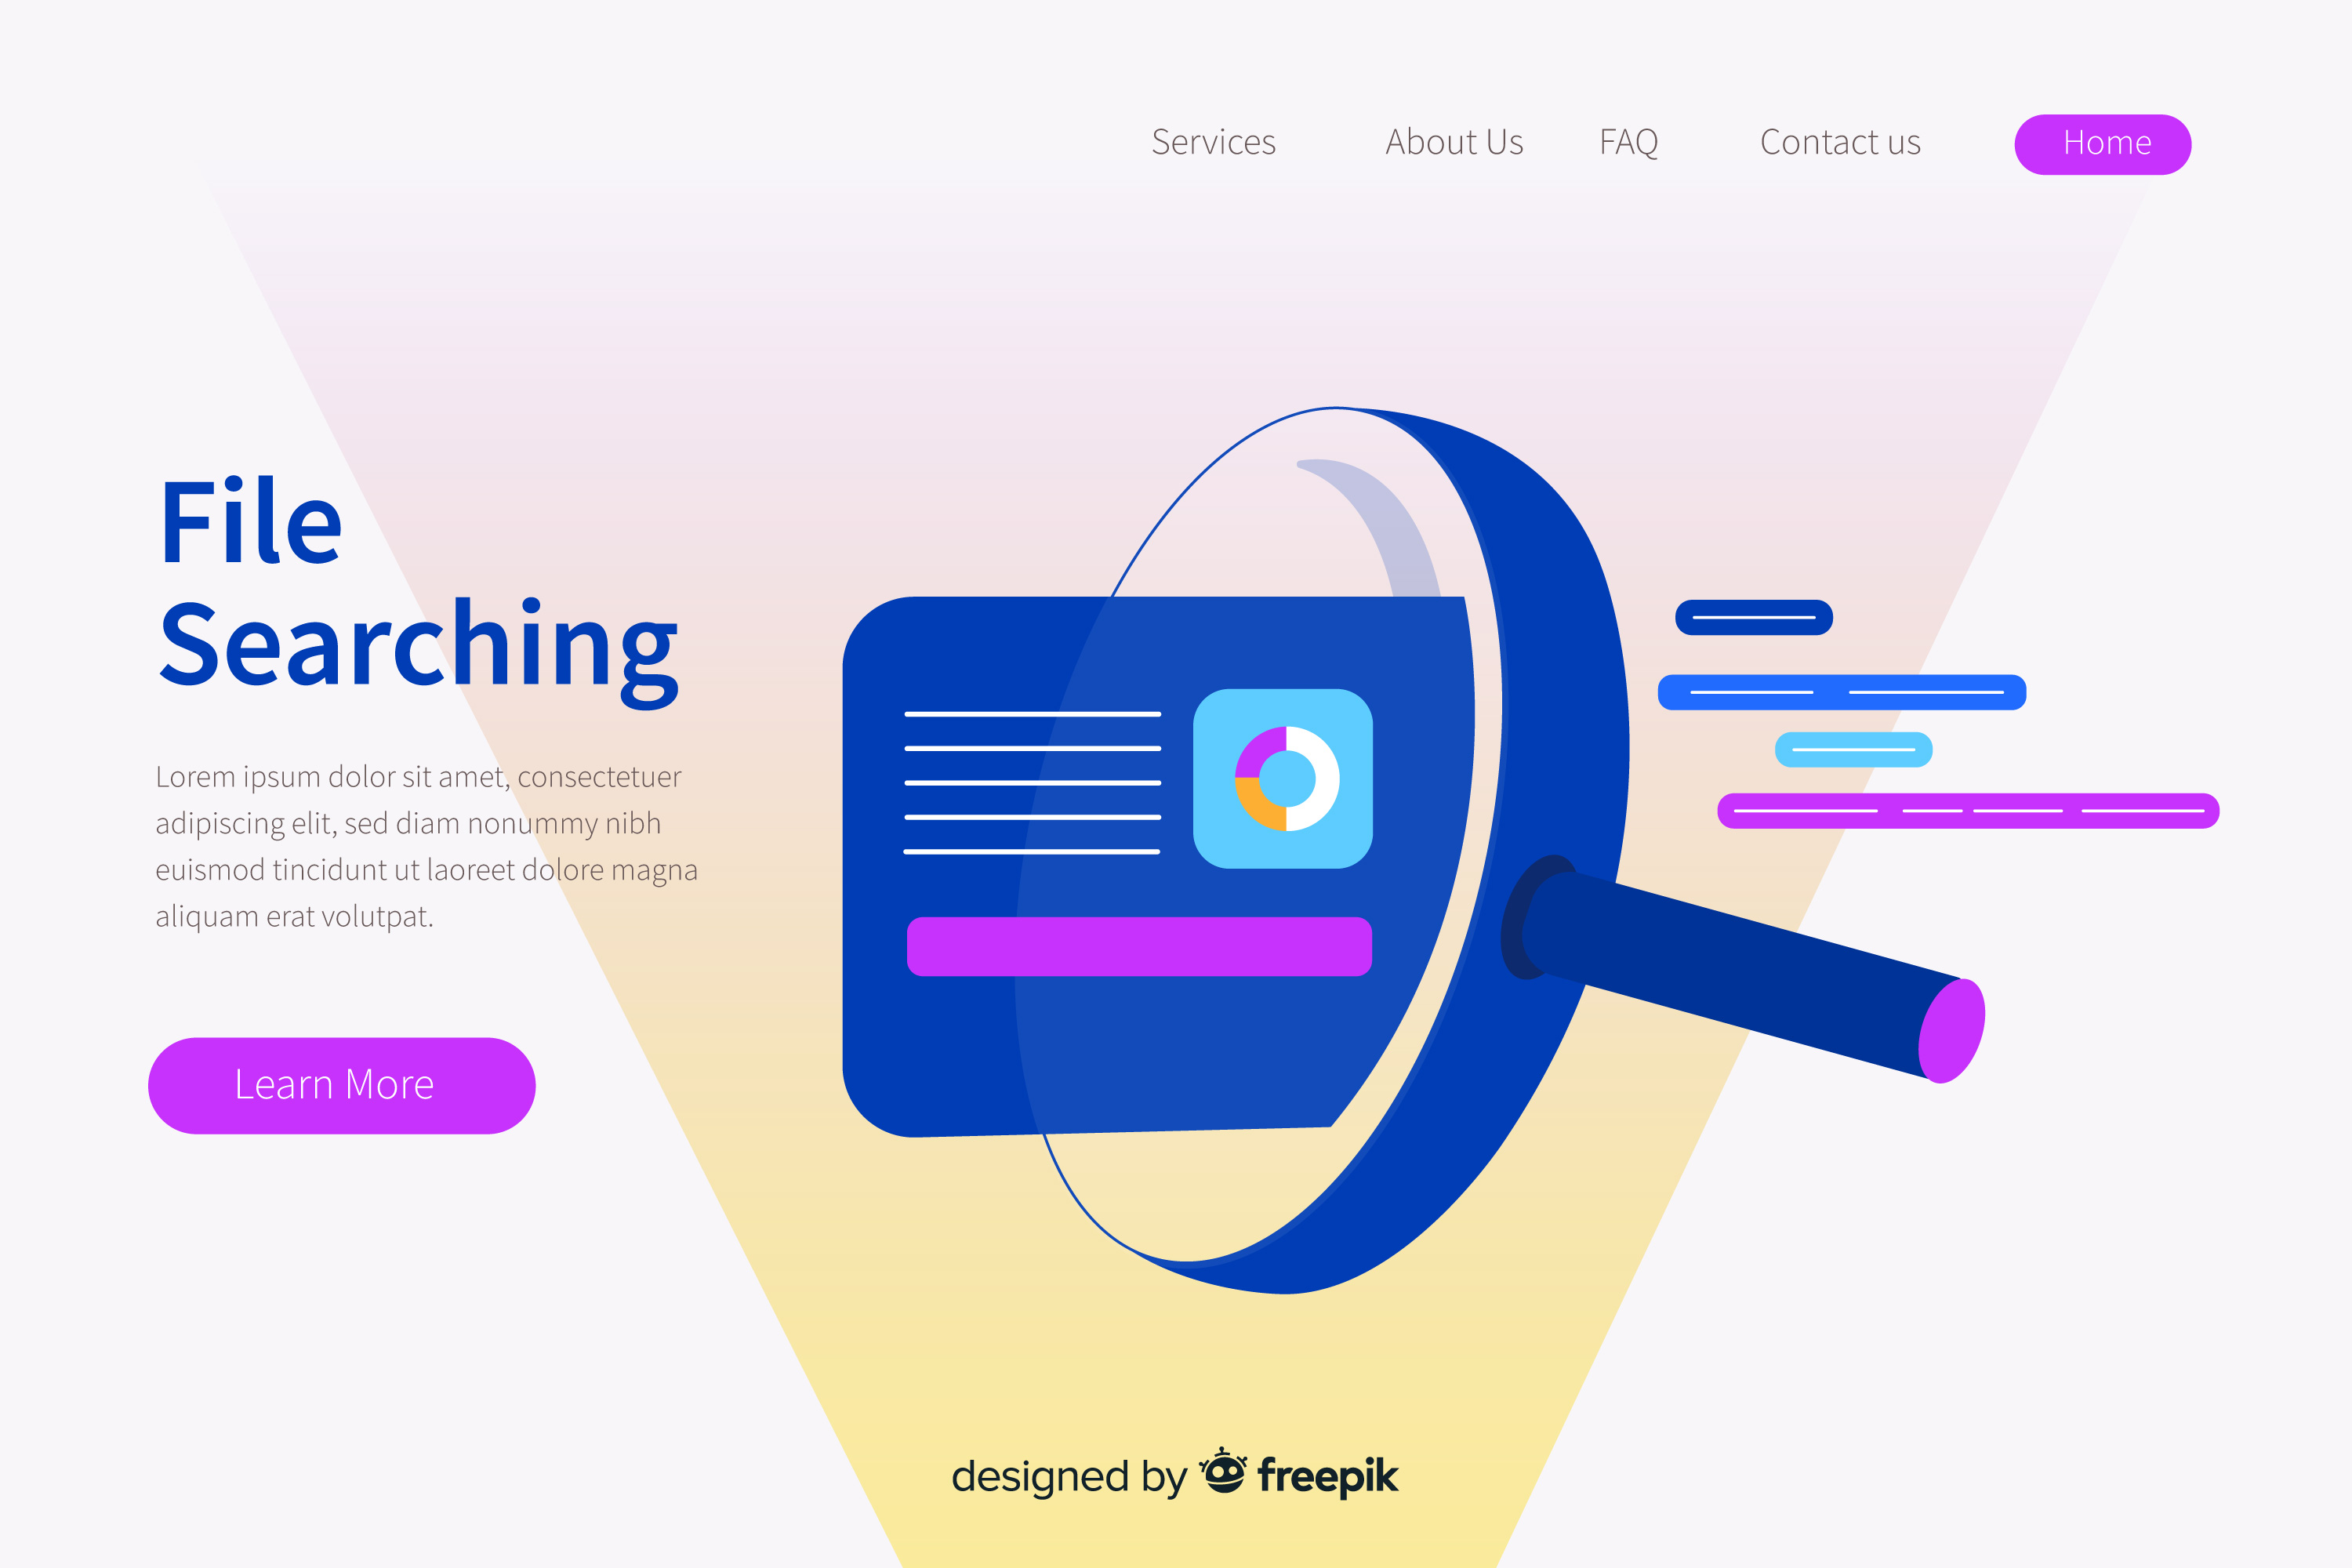 Services About Us FAQ Contact us Home
File
Searching
Lorem ipsum dolor sit amet, consectetuer
adipiscing elit, sed diam nonummy nibh
euismod tincidunt ut laoreet dolore magna
aliquam erat volutpat.
Learn More
designed by freepik